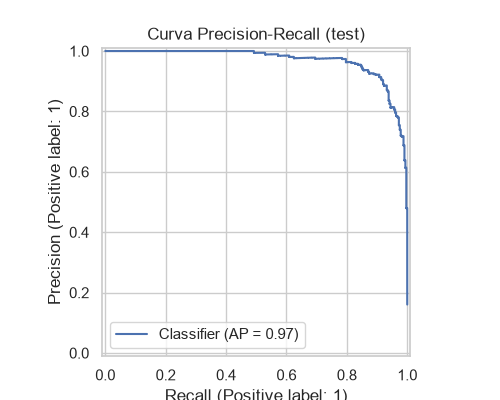 Curva Precision-Recall (test)
1.0
0.8
0.6
0.4
0.2
0.0
Precision (Positive label: 1)
Classifier (AP = 0.97)
0.0 0.2 0.4 0.6 0.8 1.0
Recall (Positive label: 1)